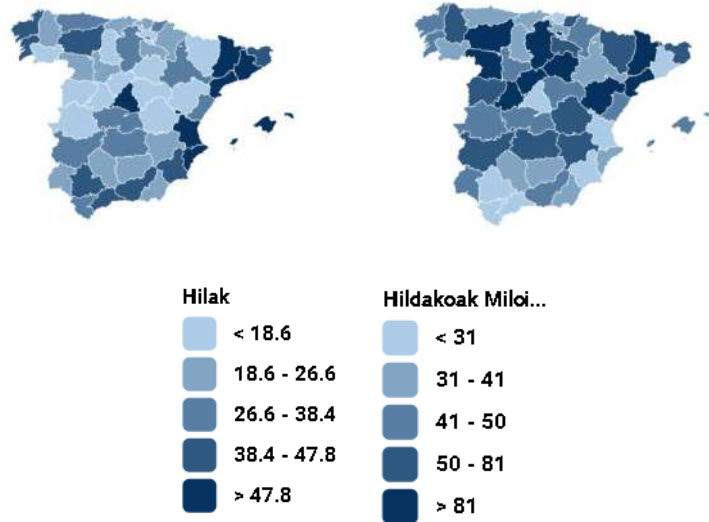 Hilak
< 18.6
18.6 - 26.6
26.6 - 38.4
38.4 - 47.8
> 47.8
Hildakoak Miloi...
< 31
31 - 41
41 - 50
50 - 81
> 81